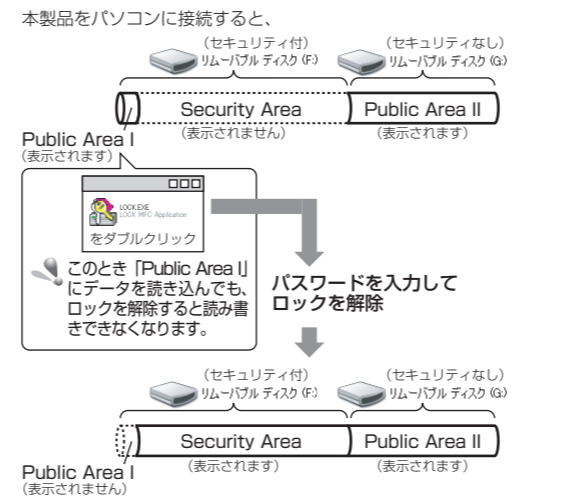 本製品をパソコンに接続すると、
（セキュリティ付）
リムーバブル ディスク (F:)
（セキュリティなし）
リムーバブル ディスク (G:)
Security Area
（表示されません）
Public Area II
（表示されます）
Public Area I
（表示されます）
LOCK.EXE
LOCK MFC Application
をダブルクリック
このとき「Public Area I」
にデータを読き込んでも、
ロックを解除すると読み書
きできなくなります。
パスワードを入力して
ロックを解除
（セキュリティ付）
リムーバブル ディスク (F:)
（セキュリティなし）
リムーバブル ディスク (G:)
Security Area
（表示されます）
Public Area II
（表示されます）
Public Area I
（表示されません）